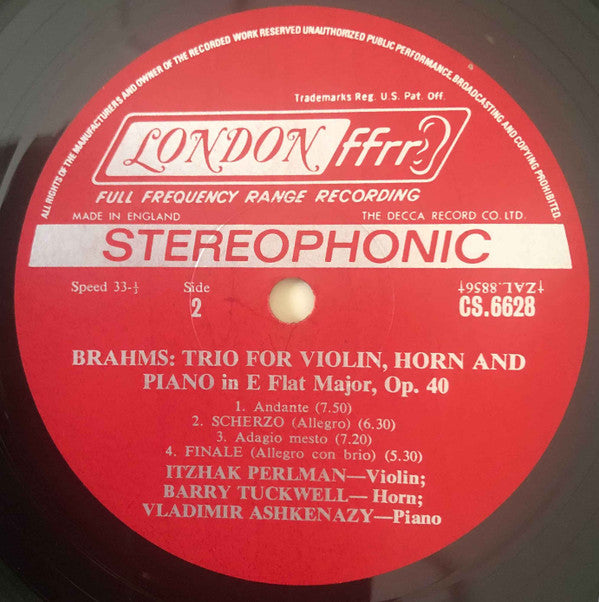 ALL RIGHTS OF THE MANUFACTURERS AND OWNER OF THE RECORDED WORK RESERVED UNAUTHORIZED PUBLIC PERFORMANCE, BROADCASTING AND COPYING PROHIBITED.
Trademarks Reg. U.S. Pat. Off.
LONDON ffrr
FULL FREQUENCY RANGE RECORDING
MADE IN ENGLAND THE DECCA RECORD CO. LTD.
STEREOPHONIC
Speed 33-⅓ Side ↑ZAL.8856↑
2 CS.6628
BRAHMS: TRIO FOR VIOLIN, HORN AND
PIANO in E Flat Major, Op. 40
1. Andante (7.50)
2. SCHERZO (Allegro) (6.30)
3. Adagio mesto (7.20)
4. FINALE (Allegro con brio) (5.30)
ITZHAK PERLMAN—Violin;
BARRY TUCKWELL—Horn;
VLADIMIR ASHKENAZY—Piano